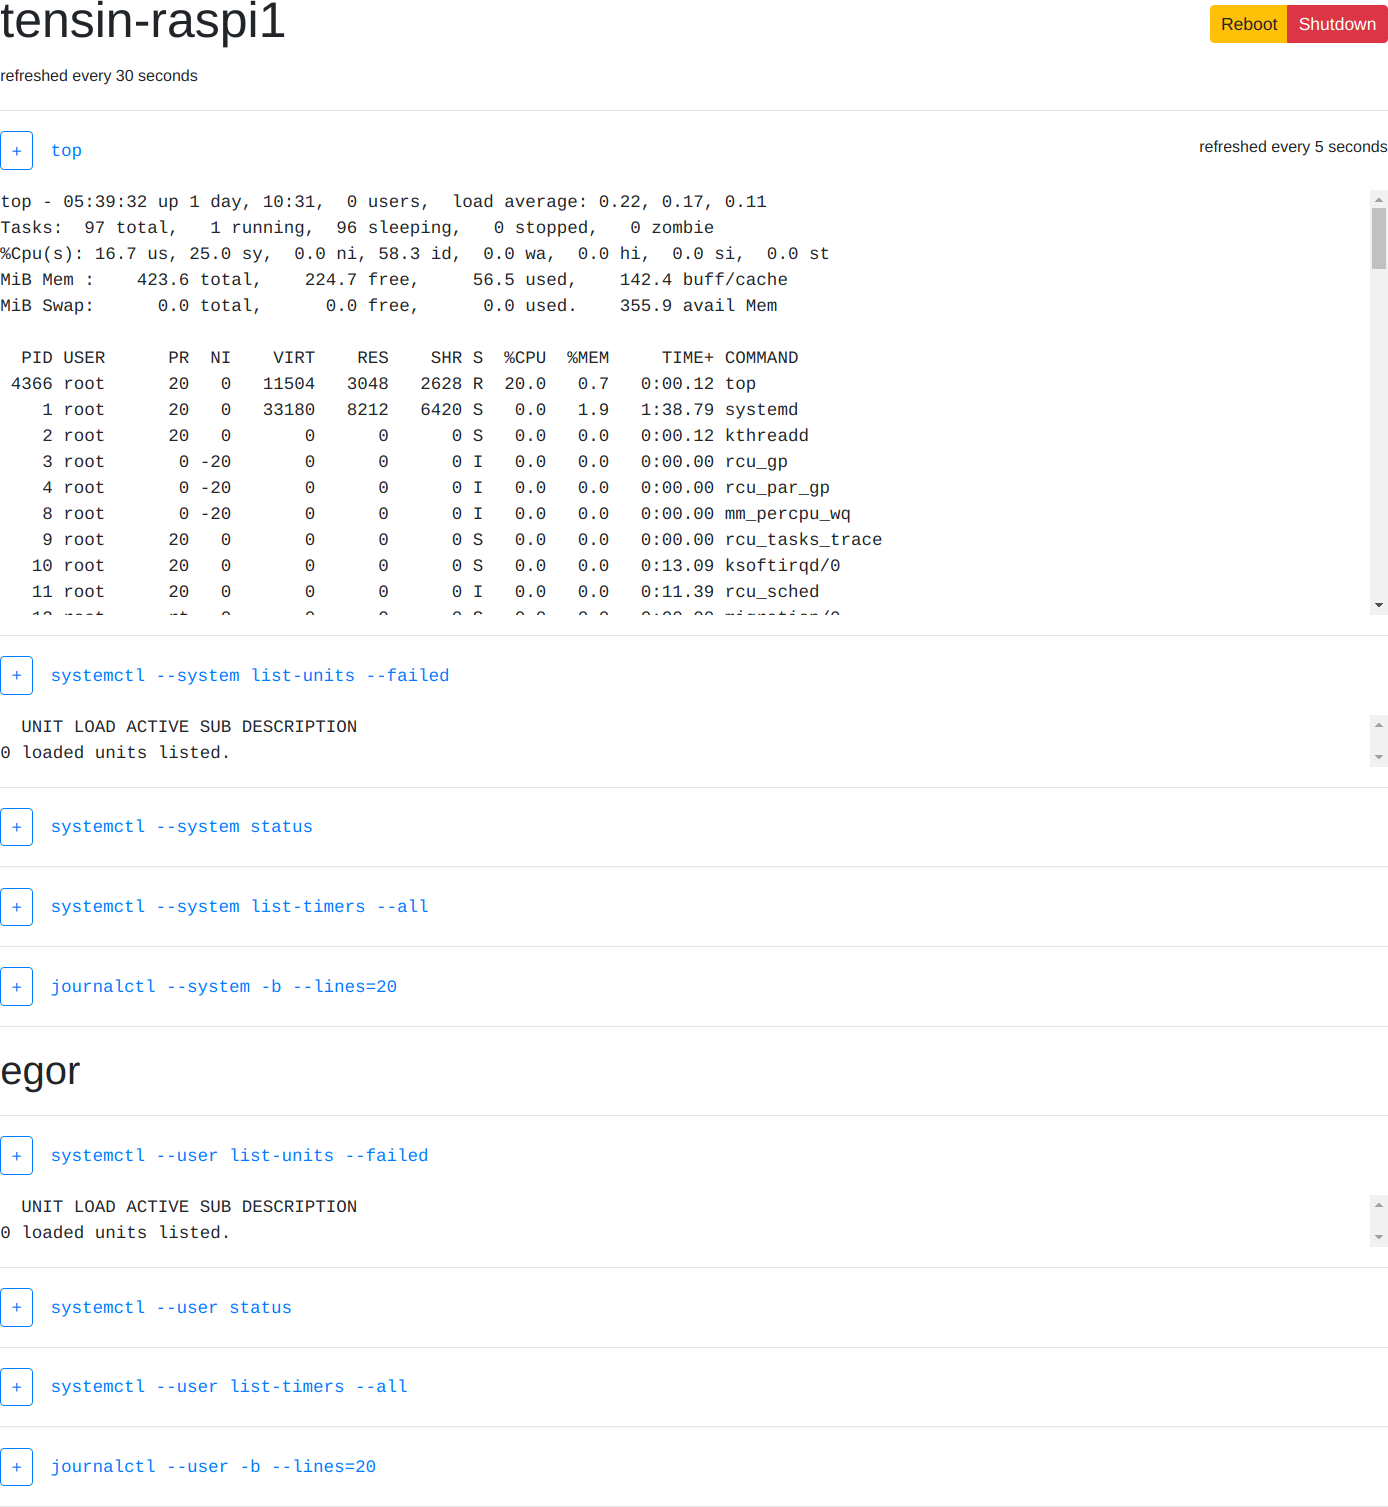 tensin-raspi1
Reboot Shutdown
refreshed every 30 seconds
+ top
refreshed every 5 seconds
top - 05:39:32 up 1 day, 10:31,  0 users,  load average: 0.22, 0.17, 0.11
Tasks:  97 total,   1 running,  96 sleeping,   0 stopped,   0 zombie
%Cpu(s): 16.7 us, 25.0 sy,  0.0 ni, 58.3 id,  0.0 wa,  0.0 hi,  0.0 si,  0.0 st
MiB Mem :    423.6 total,    224.7 free,     56.5 used,    142.4 buff/cache
MiB Swap:      0.0 total,      0.0 free,      0.0 used.    355.9 avail Mem
  PID USER      PR  NI    VIRT    RES    SHR S  %CPU  %MEM     TIME+ COMMAND
 4366 root      20   0   11504   3048   2628 R  20.0   0.7   0:00.12 top
    1 root      20   0   33180   8212   6420 S   0.0   1.9   1:38.79 systemd
    2 root      20   0       0      0      0 S   0.0   0.0   0:00.12 kthreadd
    3 root       0 -20       0      0      0 I   0.0   0.0   0:00.00 rcu_gp
    4 root       0 -20       0      0      0 I   0.0   0.0   0:00.00 rcu_par_gp
    8 root       0 -20       0      0      0 I   0.0   0.0   0:00.00 mm_percpu_wq
    9 root      20   0       0      0      0 S   0.0   0.0   0:00.00 rcu_tasks_trace
   10 root      20   0       0      0      0 S   0.0   0.0   0:13.09 ksoftirqd/0
   11 root      20   0       0      0      0 I   0.0   0.0   0:11.39 rcu_sched
+ systemctl --system list-units --failed
  UNIT LOAD ACTIVE SUB DESCRIPTION
0 loaded units listed.
+ systemctl --system status
+ systemctl --system list-timers --all
+ journalctl --system -b --lines=20
egor
+ systemctl --user list-units --failed
  UNIT LOAD ACTIVE SUB DESCRIPTION
0 loaded units listed.
+ systemctl --user status
+ systemctl --user list-timers --all
+ journalctl --user -b --lines=20